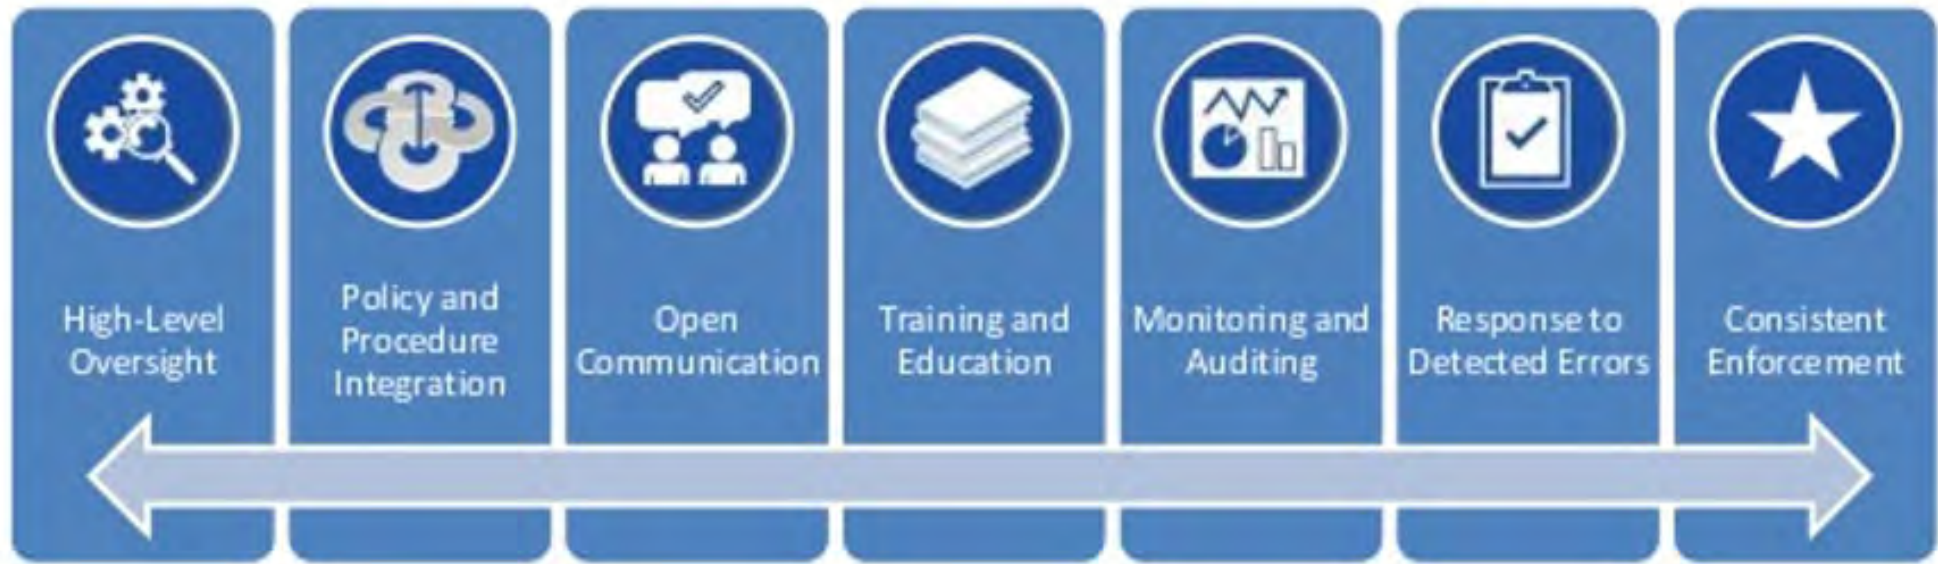 High-Level
Oversight
Policy and
Procedure
Integration
Open
Communication
Training and
Education
Monitoring and
Auditing
Response to
Detected Errors
Consistent
Enforcement